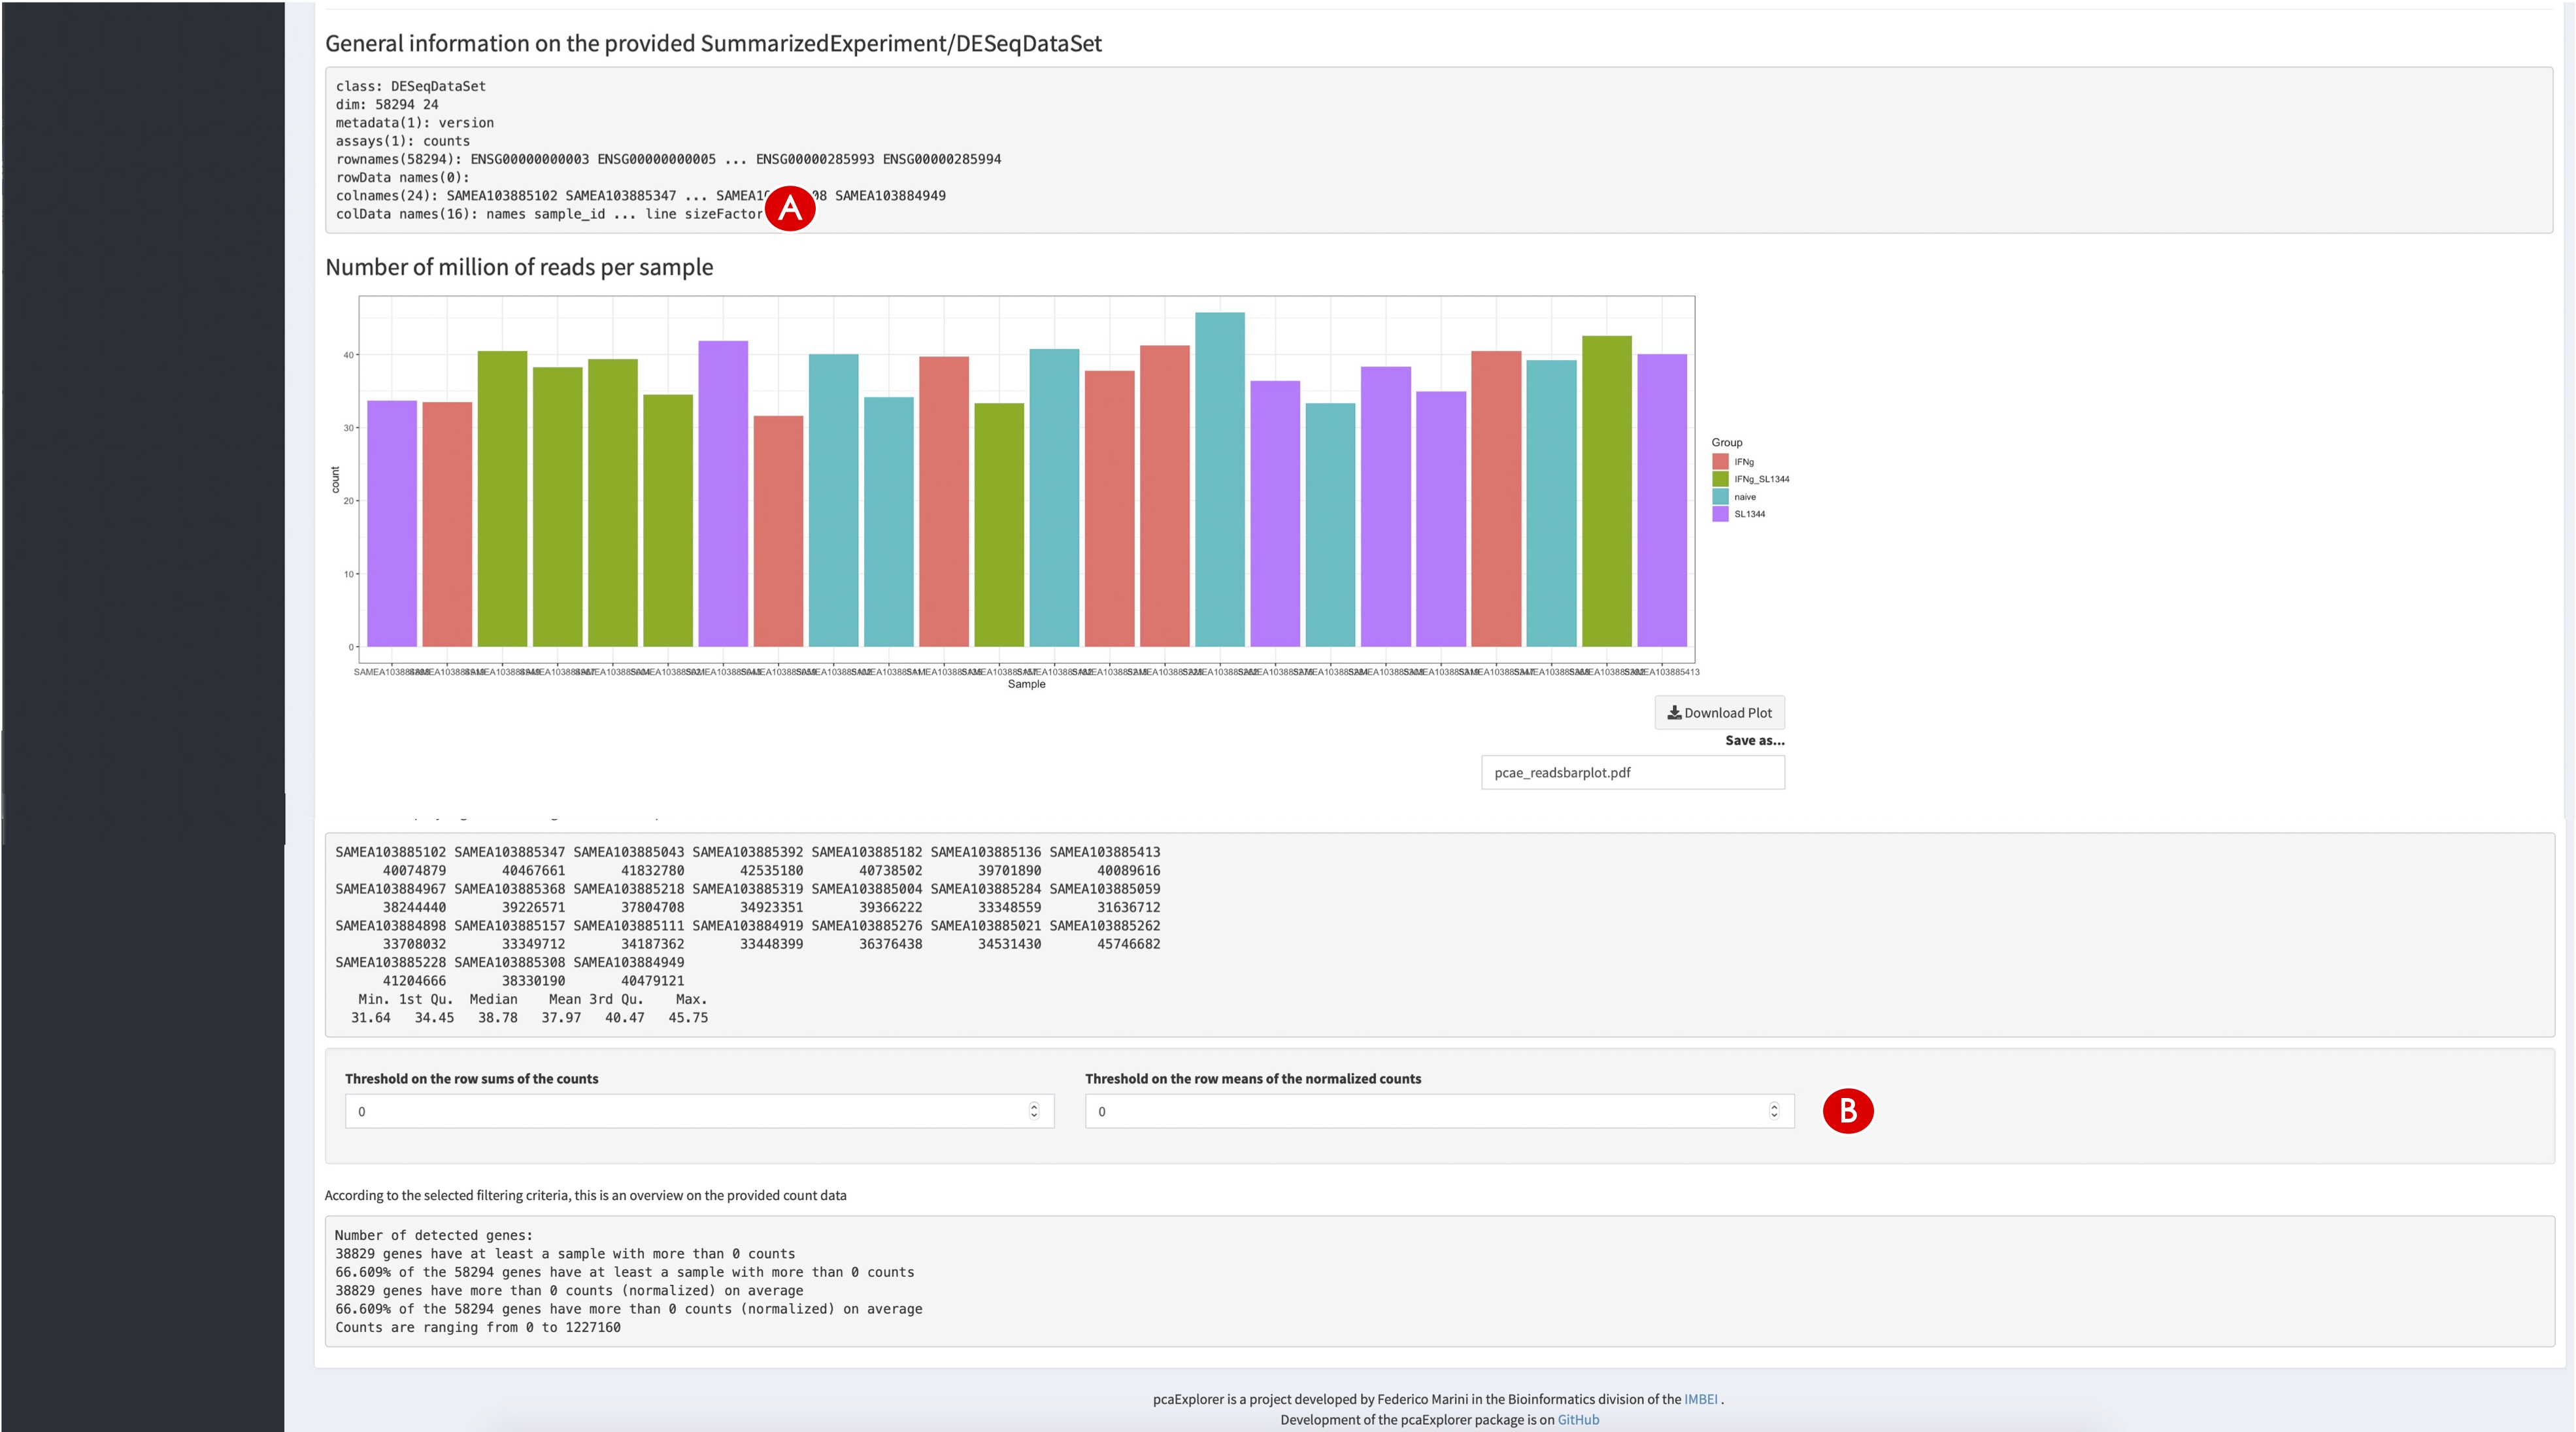 General information on the provided SummarizedExperiment/DESeqDataSet
class: DESeqDataSet
dim: 58294 24
metadata(1): version
assays(1): counts
rownames(58294): ENSG00000000003 ENSG00000000005 ... ENSG00000285993 ENSG00000285994
rowData names(0):
colnames(24): SAMEA103885102 SAMEA103885347 ... SAMEA103884949
colData names(16): names sample_id ... line sizeFactor
A
Number of million of reads per sample
40
30
20
10
0
count
Sample
Group
IFNg
IFNg_SL1344
naive
SL1344
Download Plot
Save as...
pcae_readsbarplot.pdf
SAMEA103885102 SAMEA103885347 SAMEA103885043 SAMEA103885392 SAMEA103885182 SAMEA103885136 SAMEA103885413
40074879 40467661 41832780 42535180 40738502 39701890 40089616
SAMEA103884967 SAMEA103885368 SAMEA103885218 SAMEA103885319 SAMEA103885004 SAMEA103885284 SAMEA103885059
38244440 39226571 37804708 34923351 39366222 33348559 31636712
SAMEA103884898 SAMEA103885157 SAMEA103885111 SAMEA103884919 SAMEA103885276 SAMEA103885021 SAMEA103885262
33708032 33349712 34187362 33448399 36376438 34531430 45746682
SAMEA103885228 SAMEA103885308 SAMEA103884949
41204666 38330190 40479121
Min. 1st Qu. Median Mean 3rd Qu. Max.
31.64 34.45 38.78 37.97 40.47 45.75
Threshold on the row sums of the counts
0
Threshold on the row means of the normalized counts
0
B
According to the selected filtering criteria, this is an overview on the provided count data
Number of detected genes:
38829 genes have at least a sample with more than 0 counts
66.609% of the 58294 genes have at least a sample with more than 0 counts
38829 genes have more than 0 counts (normalized) on average
66.609% of the 58294 genes have more than 0 counts (normalized) on average
Counts are ranging from 0 to 1227160
pcaExplorer is a project developed by Federico Marini in the Bioinformatics division of the IMBEI .
Development of the pcaExplorer package is on GitHub